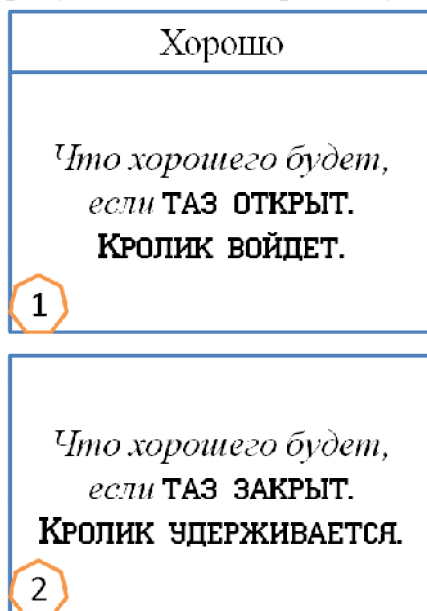 Хорошо
Что хорошего будет,
если ТАЗ ОТКРЫТ.
КРОЛИК ВОЙДЕТ.
1
Что хорошего будет,
если ТАЗ ЗАКРЫТ.
КРОЛИК УДЕРЖИВАЕТСЯ.
2